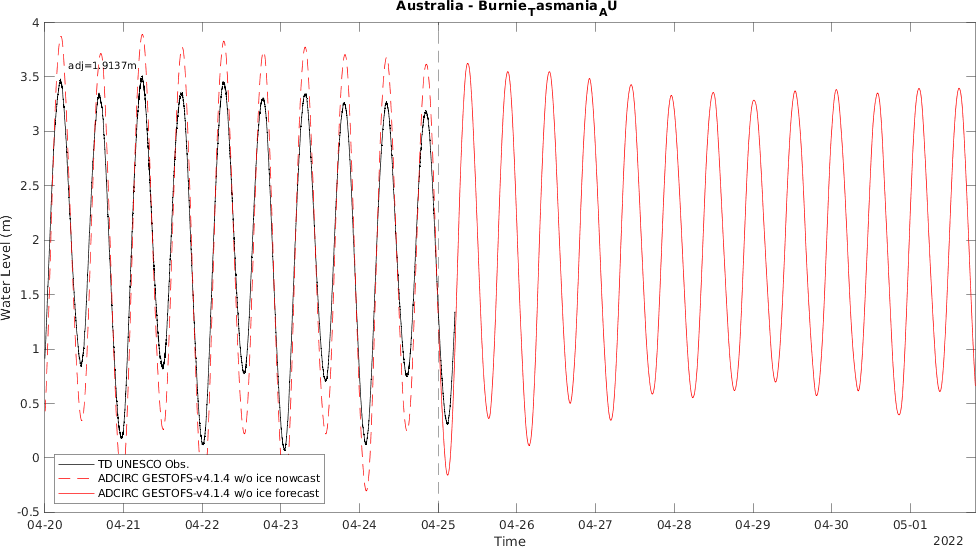 Australia - Burnie_Tasmania_AU
4
3.5
3
2.5
2
1.5
1
0.5
0
-0.5
Water Level (m)
adj=1.9137m
TD UNESCO Obs.
ADCIRC GESTOFS-v4.1.4 w/o ice nowcast
ADCIRC GESTOFS-v4.1.4 w/o ice forecast
04-20 04-21 04-22 04-23 04-24 04-25 04-26 04-27 04-28 04-29 04-30 05-01
Time
2022